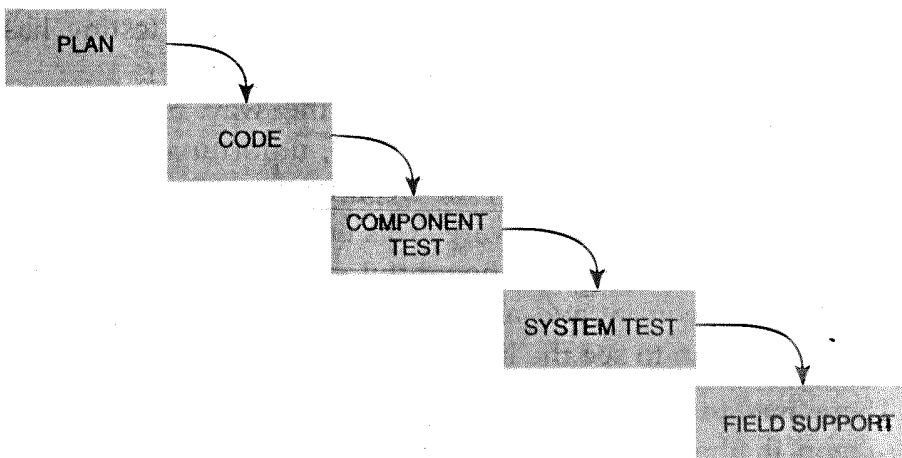 PLAN
CODE
COMPONENT
TEST
SYSTEM TEST
FIELD SUPPORT